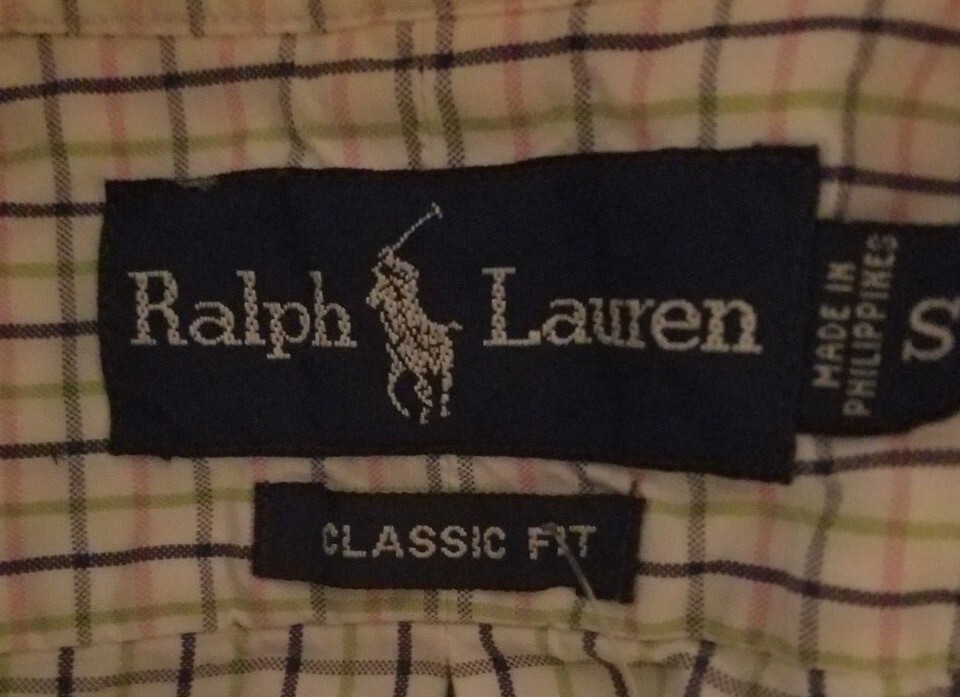 Ralph Lauren
MADE IN
PHILIPPINES
S
CLASSIC FIT